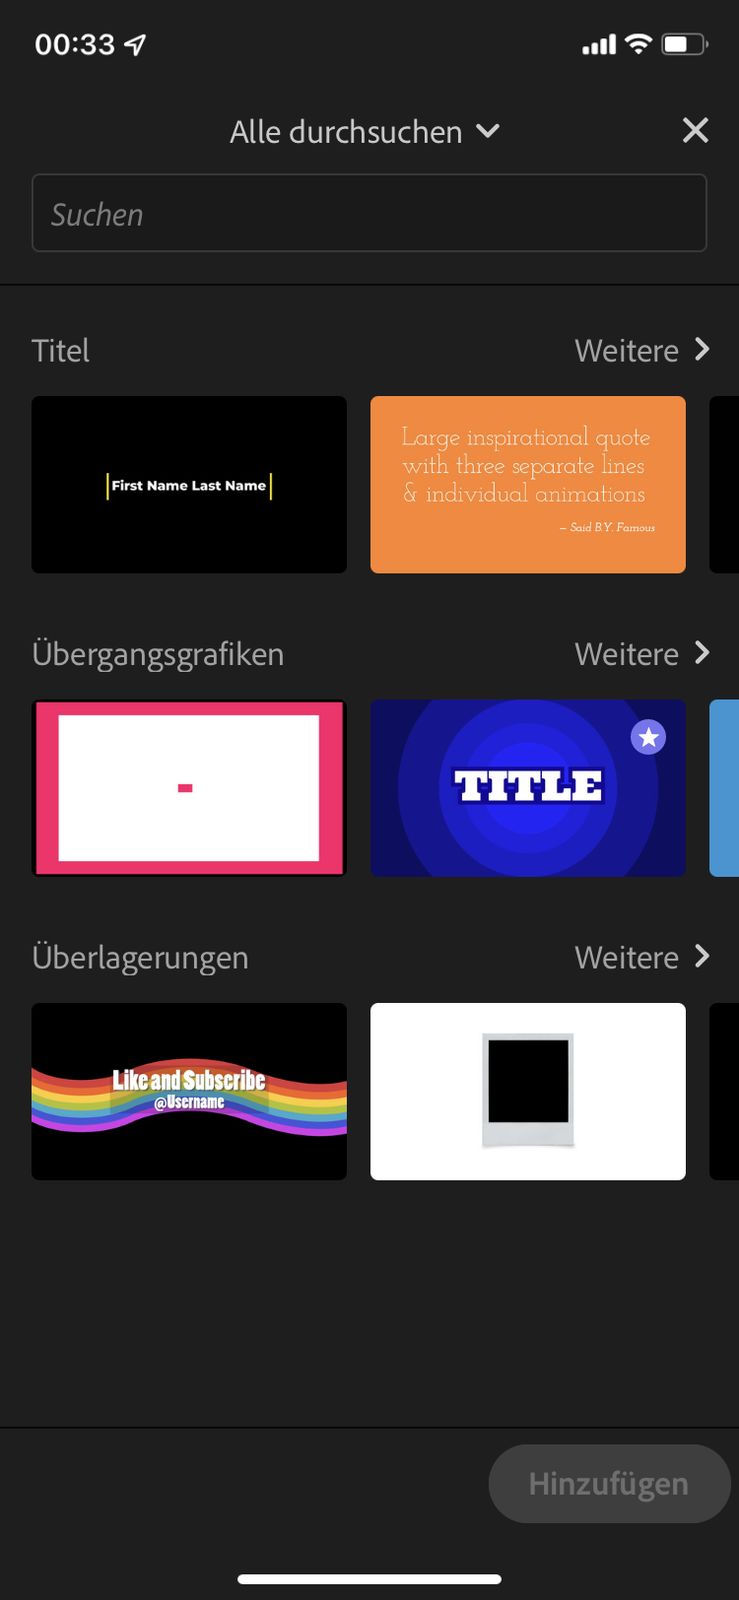 00:33
Alle durchsuchen
Suchen
Titel
Weitere
First Name Last Name
Large inspirational quote
with three separate lines
& individual animations
– Said B.Y. Famous
Übergangsgrafiken
Weitere
TITLE
Überlagerungen
Weitere
Like and Subscribe
@Username
Hinzufügen